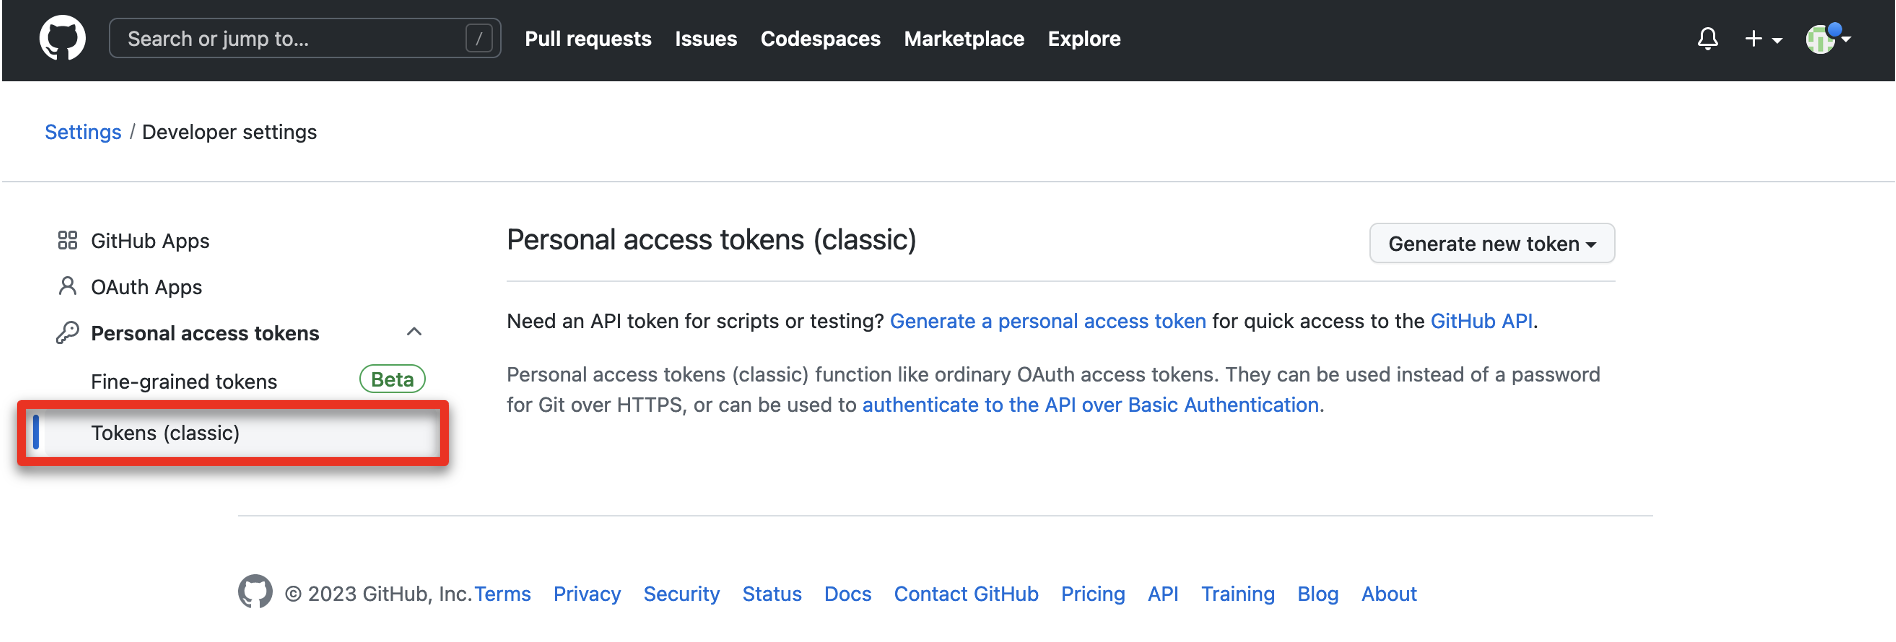 Search or jump to... / Pull requests Issues Codespaces Marketplace Explore
Settings / Developer settings
GitHub Apps
OAuth Apps
Personal access tokens
Fine-grained tokens Beta
Tokens (classic)
Personal access tokens (classic) Generate new token
Need an API token for scripts or testing? Generate a personal access token for quick access to the GitHub API.
Personal access tokens (classic) function like ordinary OAuth access tokens. They can be used instead of a password
for Git over HTTPS, or can be used to authenticate to the API over Basic Authentication.
© 2023 GitHub, Inc. Terms Privacy Security Status Docs Contact GitHub Pricing API Training Blog About